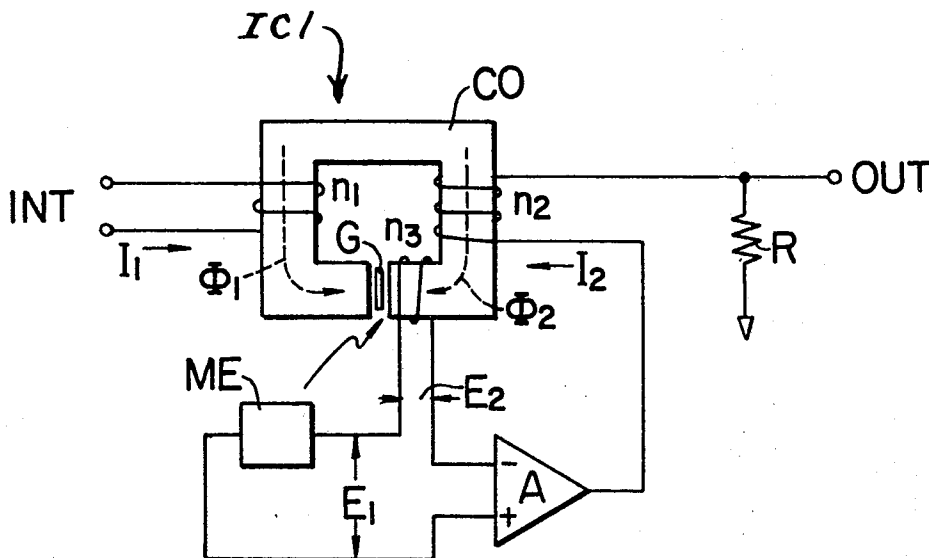 IC1
CO
INT
n1
n2
OUT
G
n3
R
I1
I2
Φ1
Φ2
ME
E2
E1
-
A
+